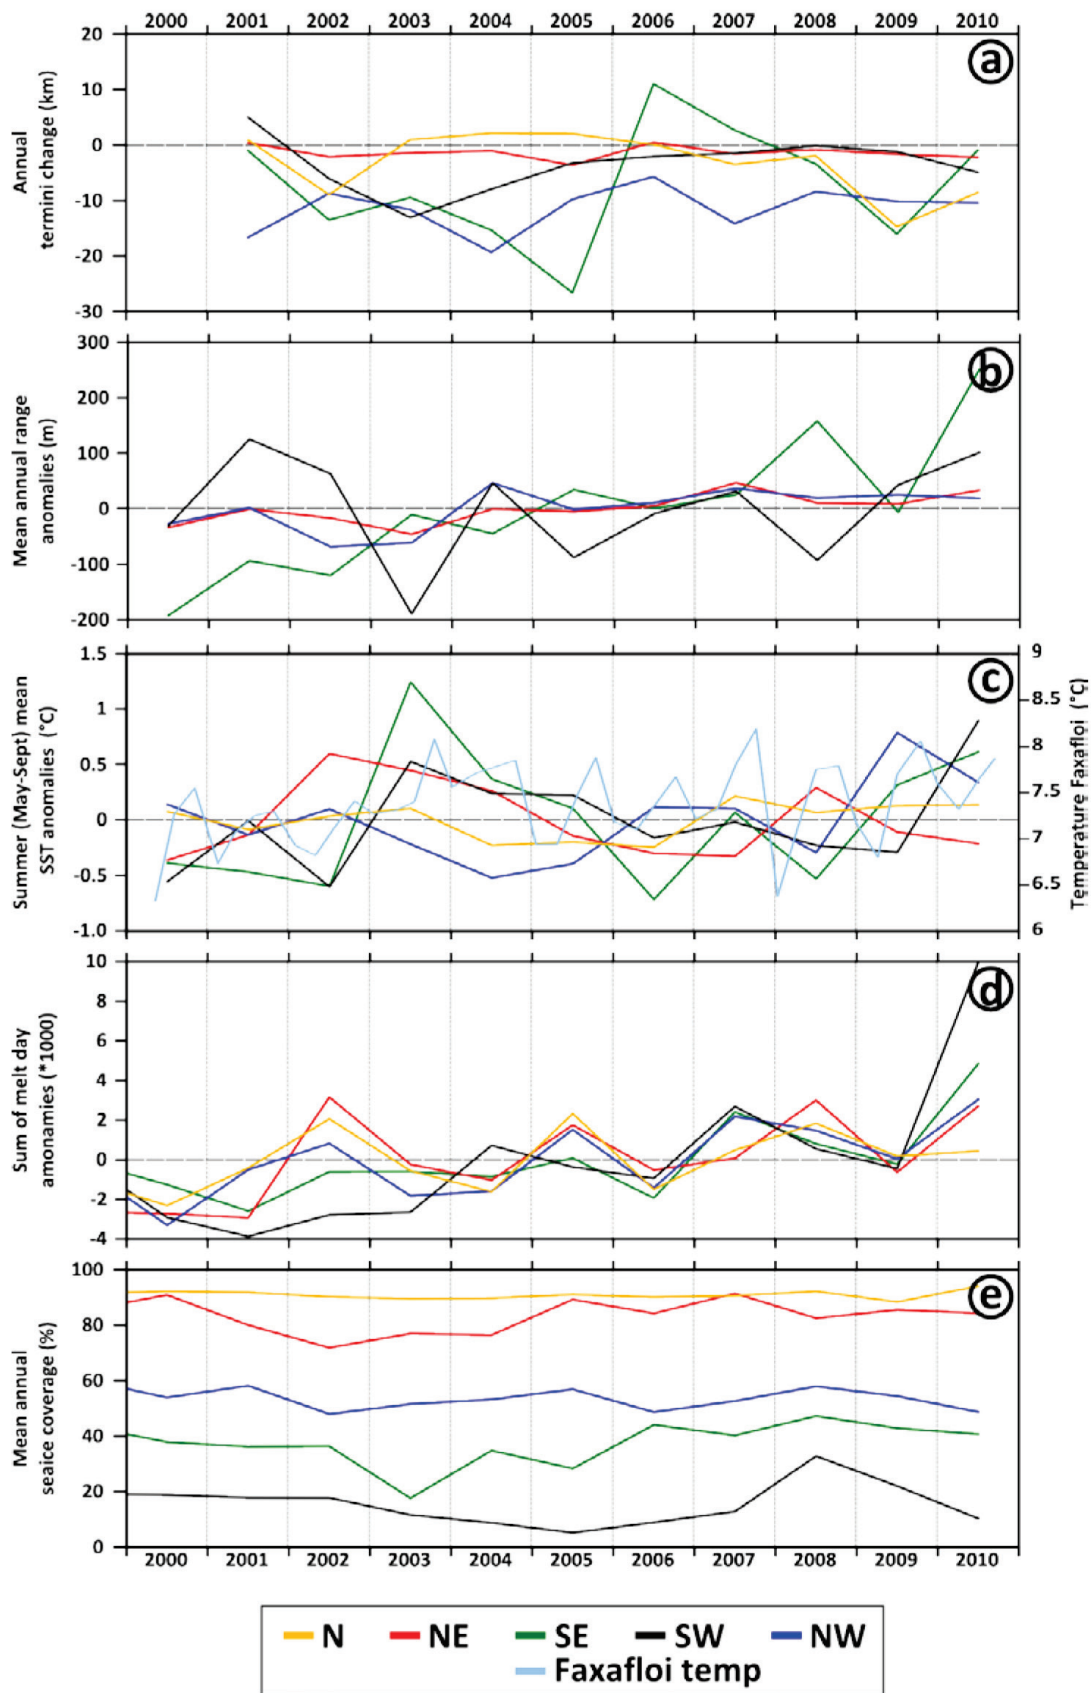 2000 2001 2002 2003 2004 2005 2006 2007 2008 2009 2010
a
Annual
termini change (km)
20
10
0
-10
-20
-30
b
Mean annual range
anomalies (m)
300
200
100
0
-100
-200
c
Summer (May-Sept) mean
SST anomalies (°C)
1.5
1
0.5
0
-0.5
-1.0
9
8.5
8
7.5
7
6.5
6
Temperature Faxafloi (°C)
d
Sum of melt day
amonamies (*1000)
10
8
6
4
2
0
-2
-4
e
Mean annual
seaice coverage (%)
100
80
60
40
20
0
2000 2001 2002 2003 2004 2005 2006 2007 2008 2009 2010
N NE SE SW NW
Faxafloi temp